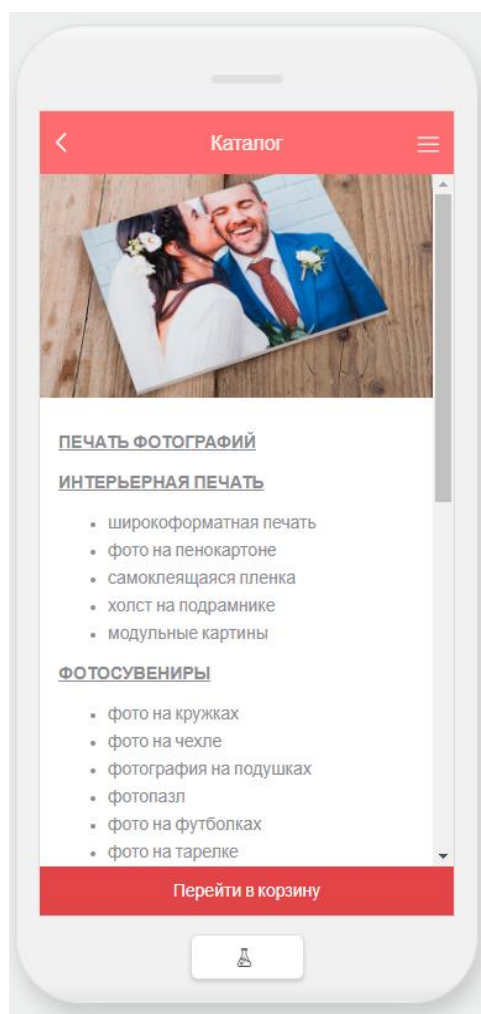 Каталог
ПЕЧАТЬ ФОТОГРАФИЙ
ИНТЕРЬЕРНАЯ ПЕЧАТЬ
• широкоформатная печать
• фото на пенокартоне
• самоклеящаяся пленка
• холст на подрамнике
• модульные картины
ФОТОСУВЕНИРЫ
• фото на кружках
• фото на чехле
• фотография на подушках
• фотопазл
• фото на футболках
• фото на тарелке
Перейти в корзину